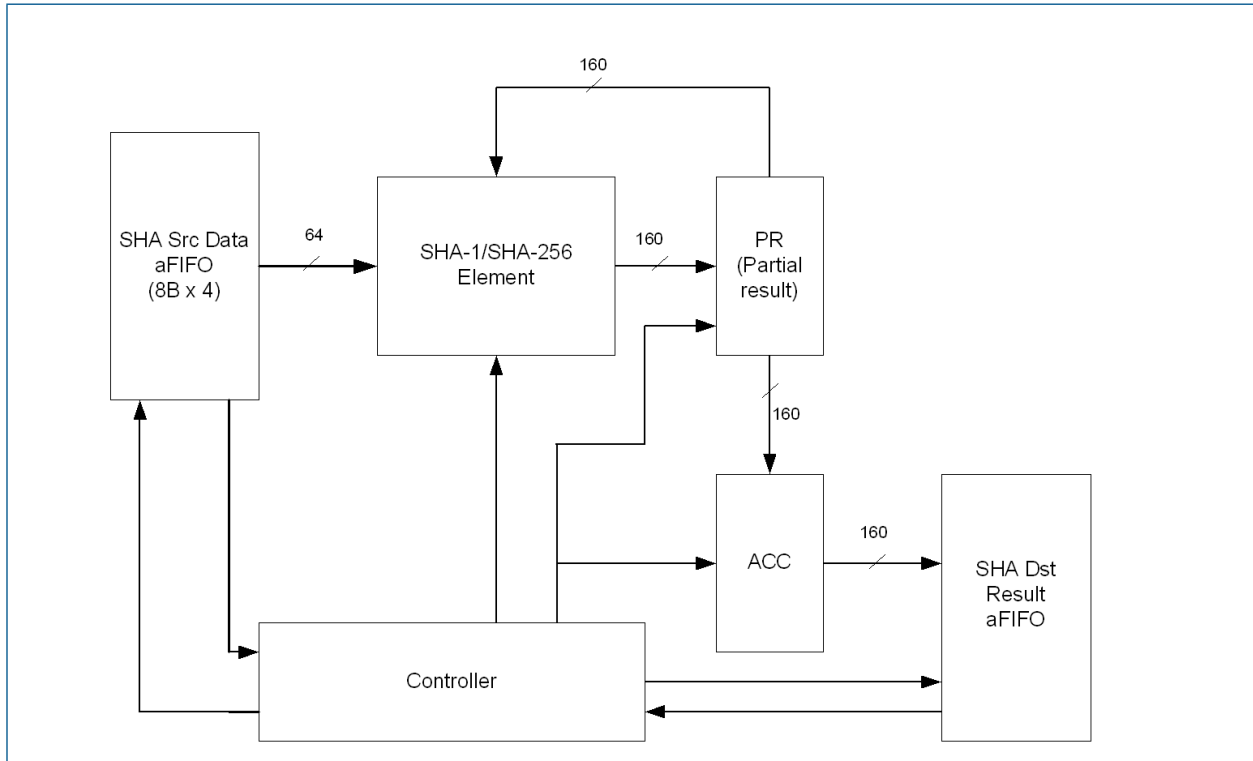 160
SHA Src Data
aFIFO
(8B x 4)
64
SHA-1/SHA-256
Element
160
PR
(Partial
result)
160
ACC
160
SHA Dst
Result
aFIFO
Controller